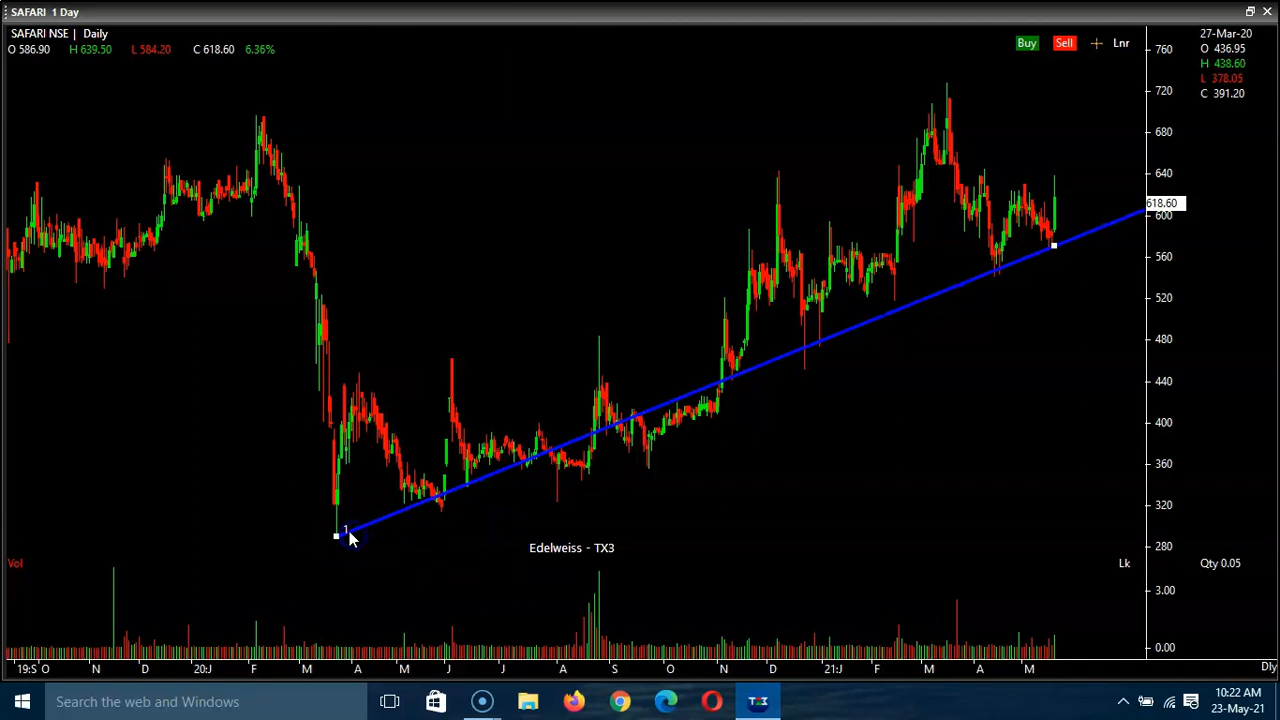 SAFARI 1 Day
SAFARI NSE | Daily
O 586.90 H 639.50 L 584.20 C 618.60 6.36%
Buy Sell Lnr
27-Mar-20
O 436.95
H 438.60
L 378.05
C 391.20
760
720
680
640
618.60
600
560
520
480
440
400
360
320
280
1
Edelweiss - TX3
Vol
Lk
Qty 0.05
3.00
0.00
19:S O N D 20:J F M A M J J A S O N D 21:J F M A M
Dly
Search the web and Windows
10:22 AM
23-May-21